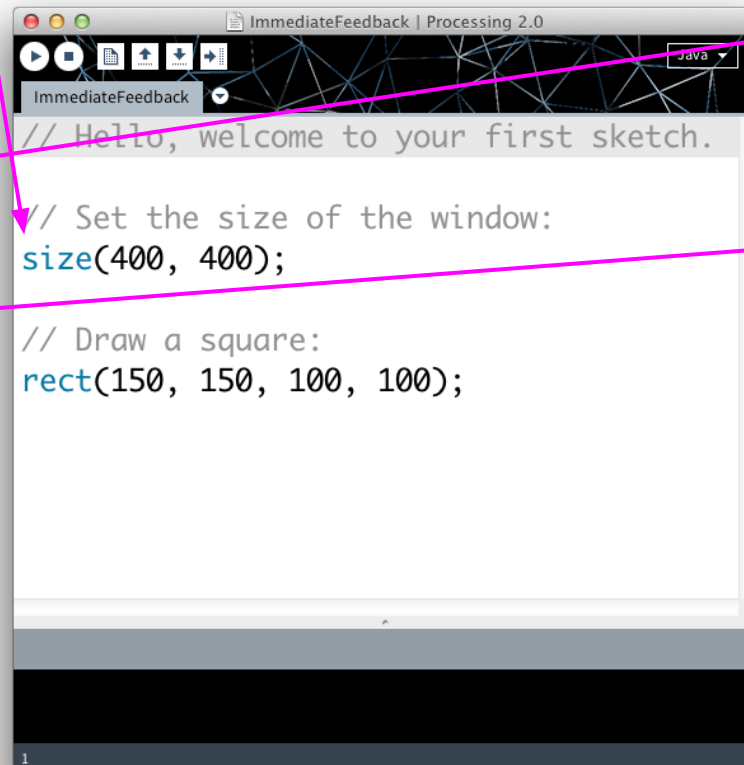 ImmediateFeedback | Processing 2.0
Java
ImmediateFeedback
// Hello, welcome to your first sketch.
// Set the size of the window:
size(400, 400);
// Draw a square:
rect(150, 150, 100, 100);
1